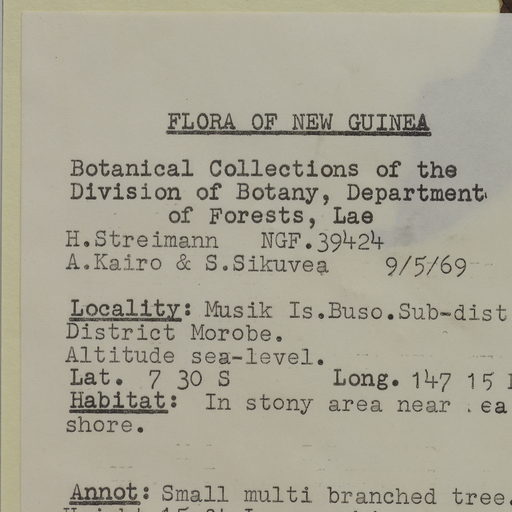 FLORA OF NEW GUINEA
Botanical Collections of the
Division of Botany, Department
of Forests, Lae
H.Streimann NGF.39424
A.Kairo & S.Sikuvea 9/5/69
Locality: Musik Is.Buso.Sub-dist
District Morobe.
Altitude sea-level.
Lat. 7 30 S Long. 147 15
Habitat: In stony area near
shore.
Annot: Small multi branched tree.